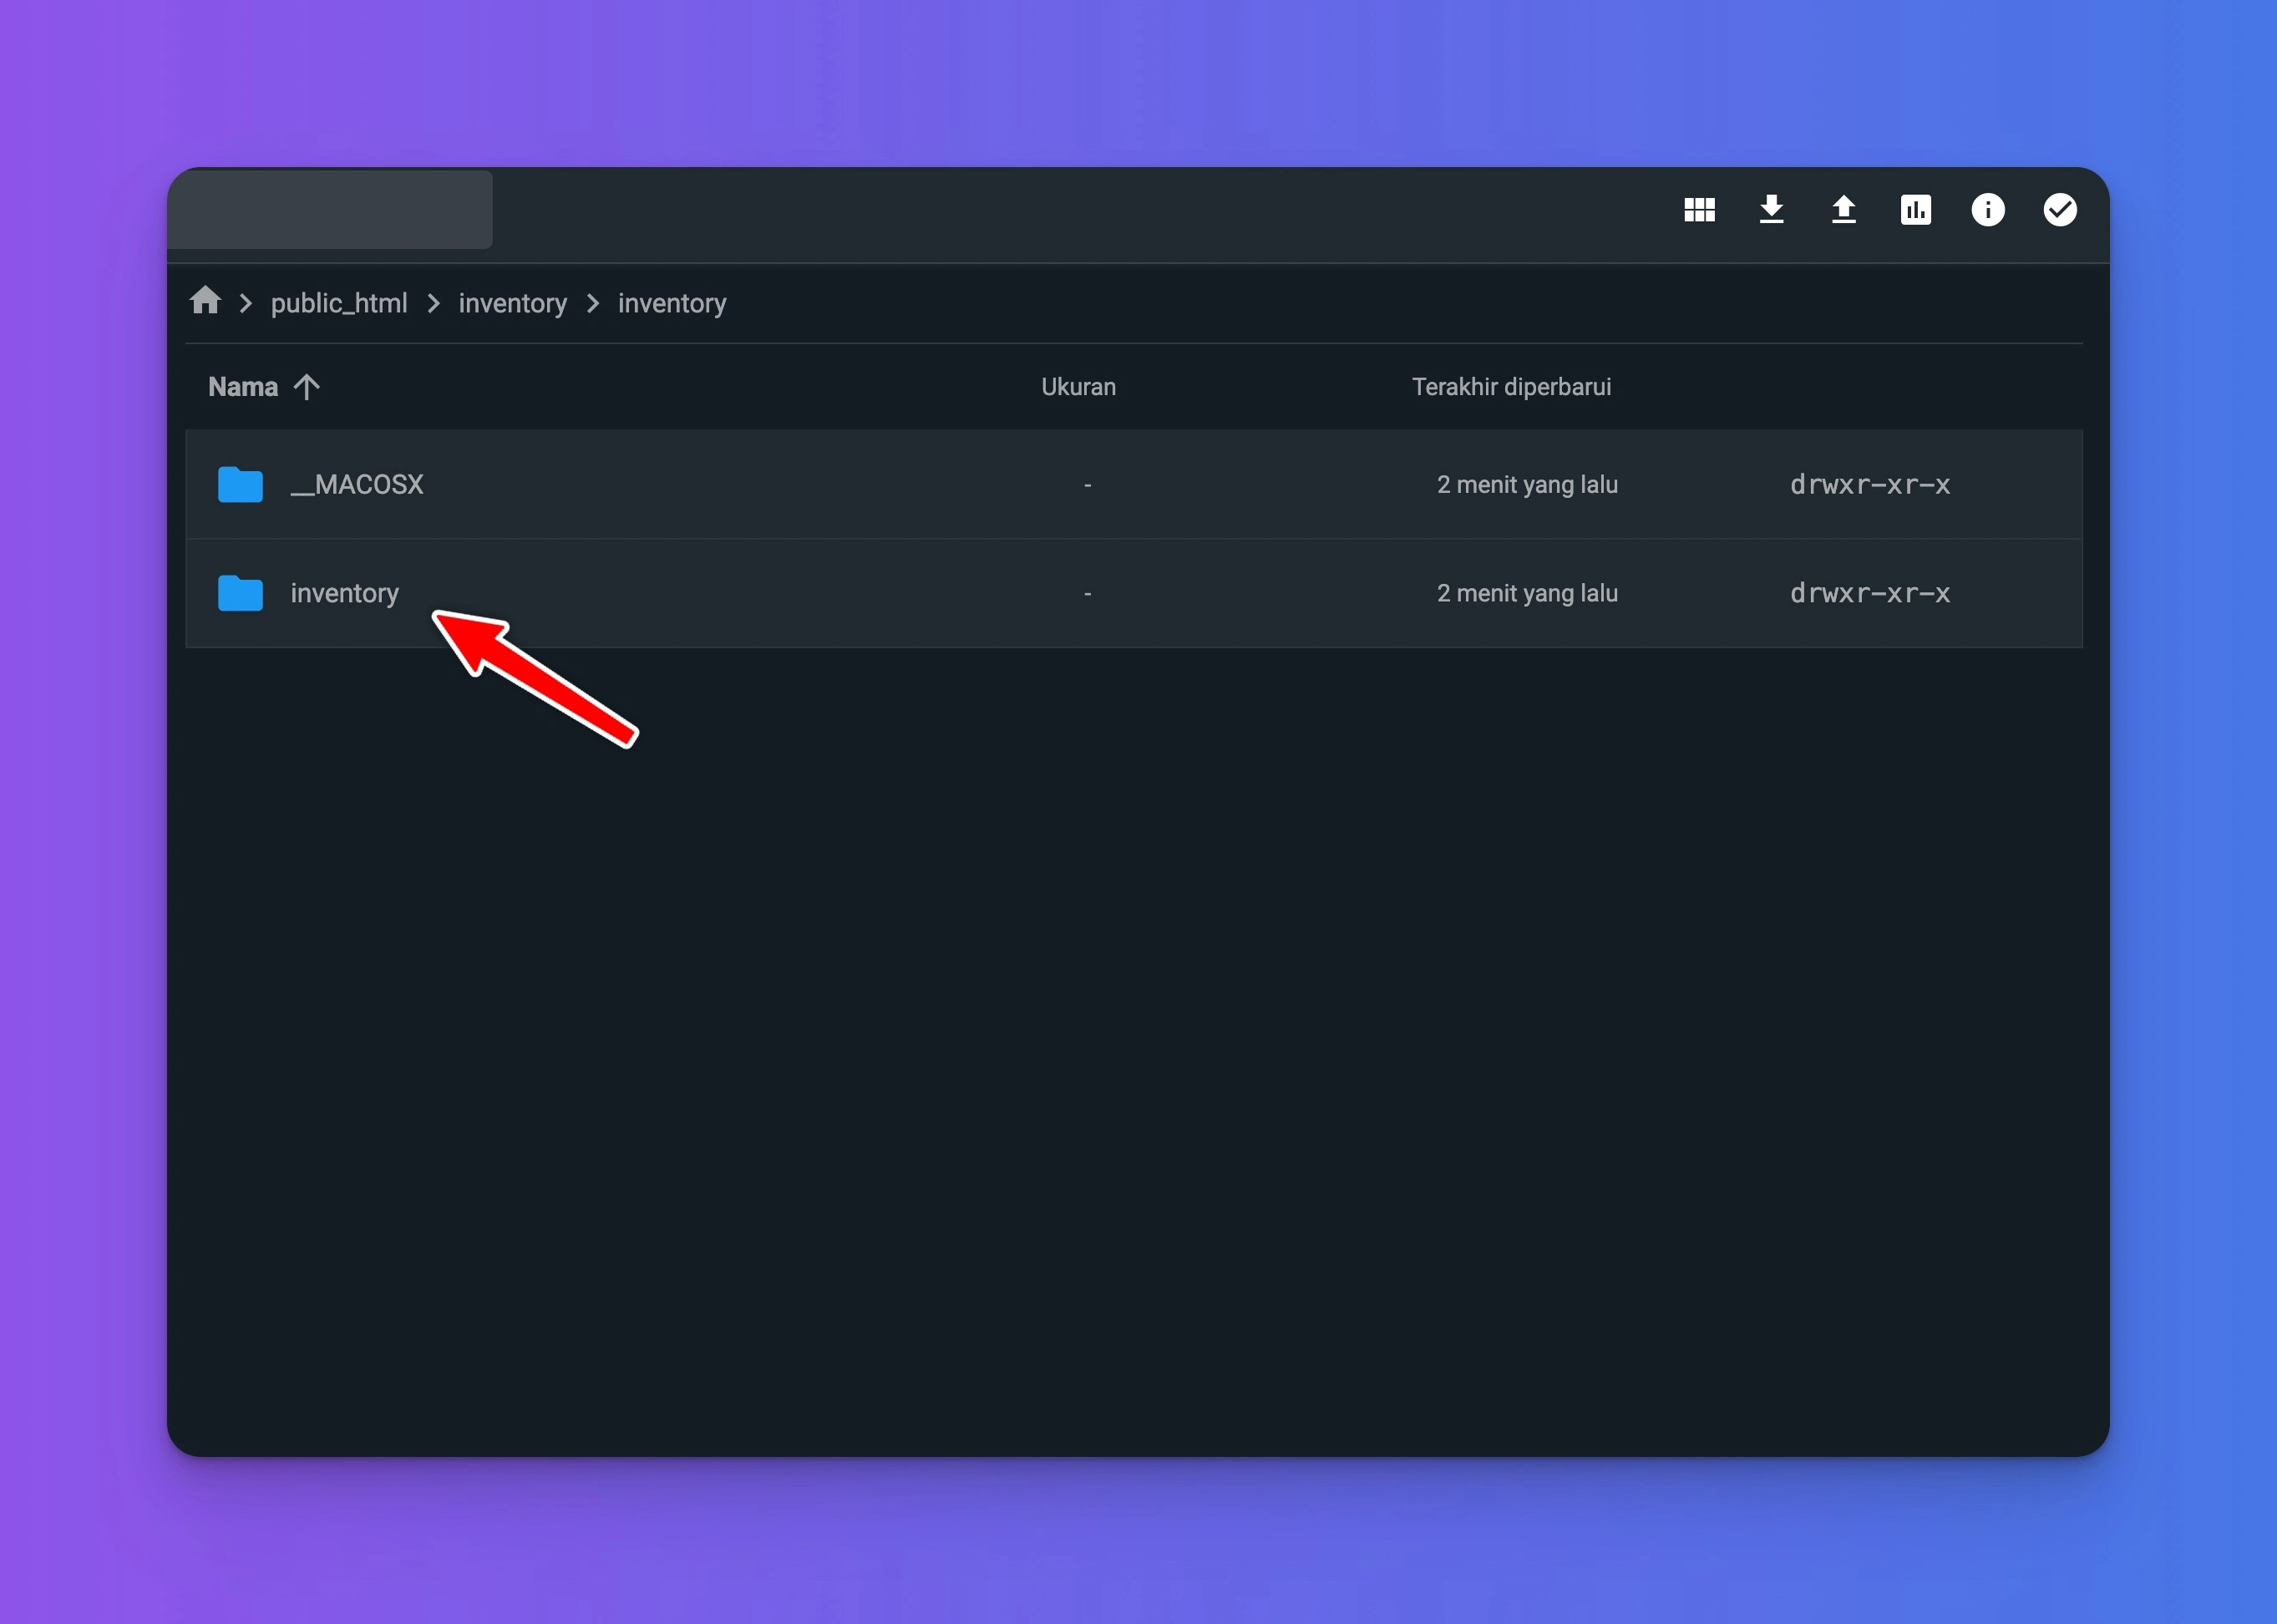 public_html > inventory > inventory
Nama Ukuran Terakhir diperbarui
__MACOSX - 2 menit yang lalu drwxr-xr-x
inventory - 2 menit yang lalu drwxr-xr-x